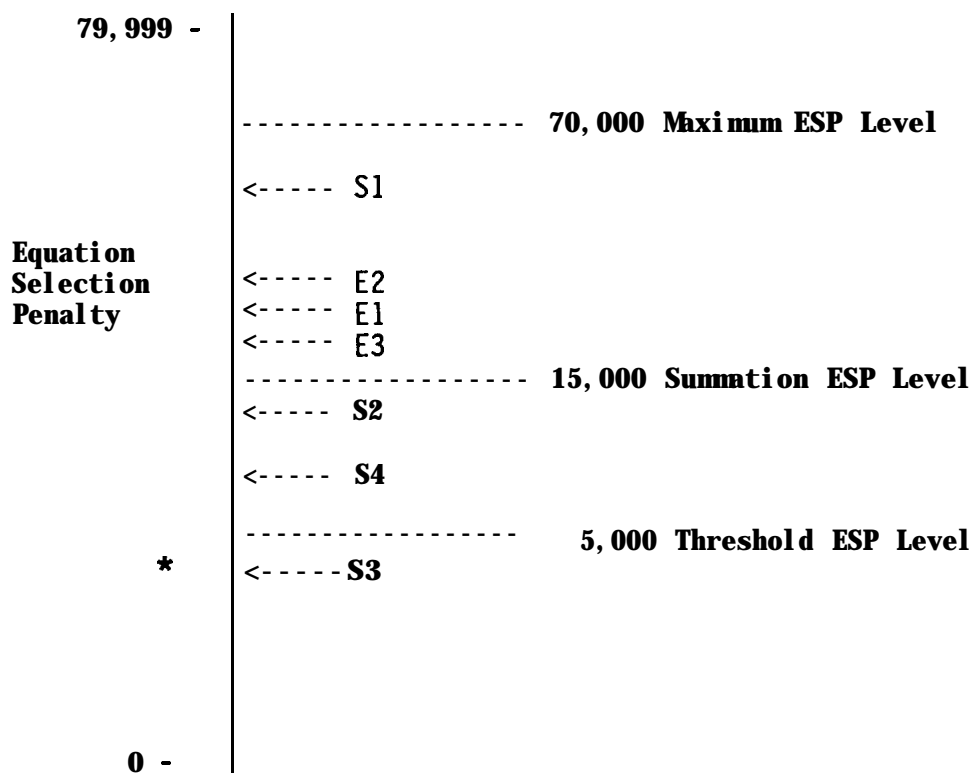 79,999 -
------------------ 70,000 Maximum ESP Level
<----- S1
Equation
Selection
Penalty
<----- E2
<----- E1
<----- E3
------------------ 15,000 Summation ESP Level
<----- S2
<----- S4
------------------ 5,000 Threshold ESP Level
* <----- S3
0 -